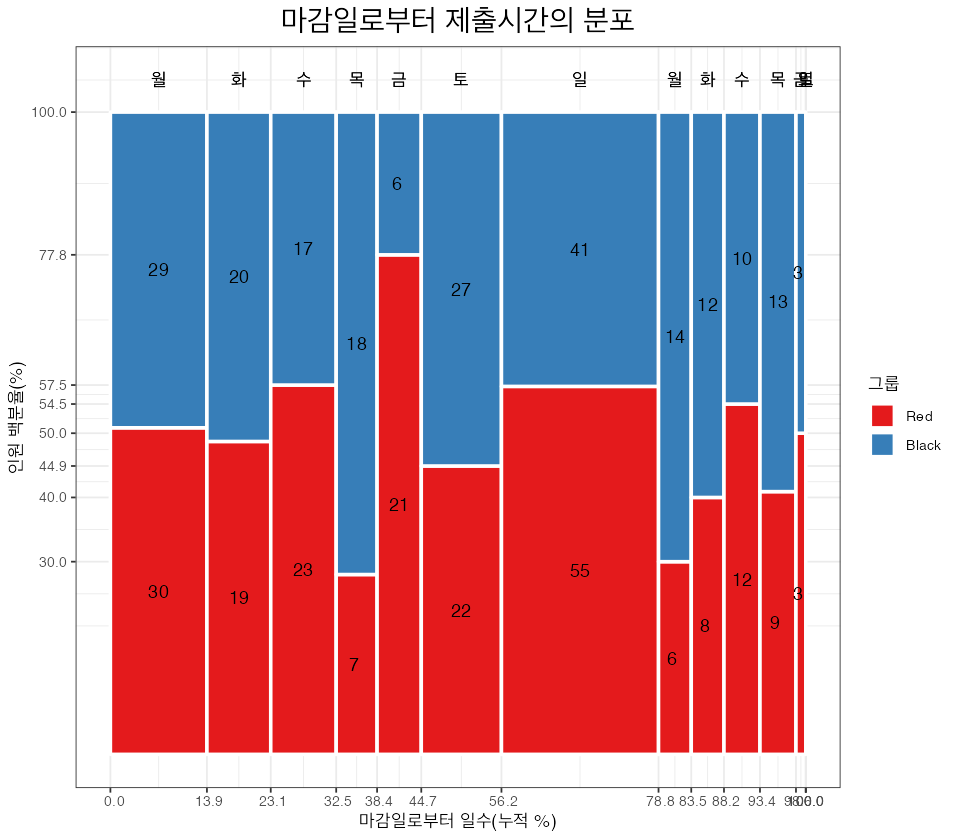 마감일로부터 제출시간의 분포
월 화 수 목 금 토 일 월 화 수 목
100.0
77.8
57.5
54.5
50.0
44.9
40.0
30.0
인원 백분율(%)
29 20 17 18 6 27 41 14 12 10 13 3
30 19 23 7 21 22 55 6 8 12 9 3
그룹
Red
Black
0.0 13.9 23.1 32.5 38.4 44.7 56.2 78.8 83.5 88.2 93.4
마감일로부터 일수(누적 %)